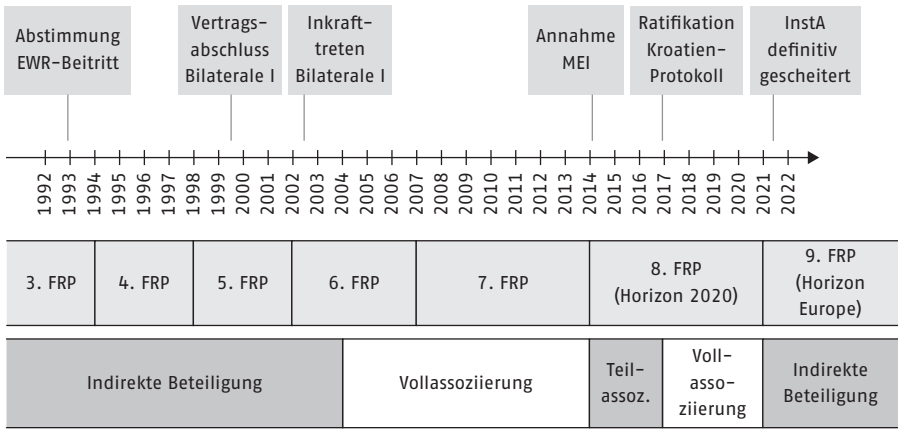 Abstimmung
EWR-Beitritt
Vertrags-
abschluss
Bilaterale I
Inkraft-
treten
Bilaterale I
Annahme
MEI
Ratifikation
Kroatien-
Protokoll
InstA
definitiv
gescheitert
1992
1993
1994
1995
1996
1997
1998
1999
2000
2001
2002
2003
2004
2005
2006
2007
2008
2009
2010
2011
2012
2013
2014
2015
2016
2017
2018
2019
2020
2021
2022
3. FRP
4. FRP
5. FRP
6. FRP
7. FRP
8. FRP
(Horizon 2020)
9. FRP
(Horizon
Europe)
Indirekte Beteiligung
Vollassoziierung
Teil-
assoz.
Voll-
asso-
ziierung
Indirekte
Beteiligung